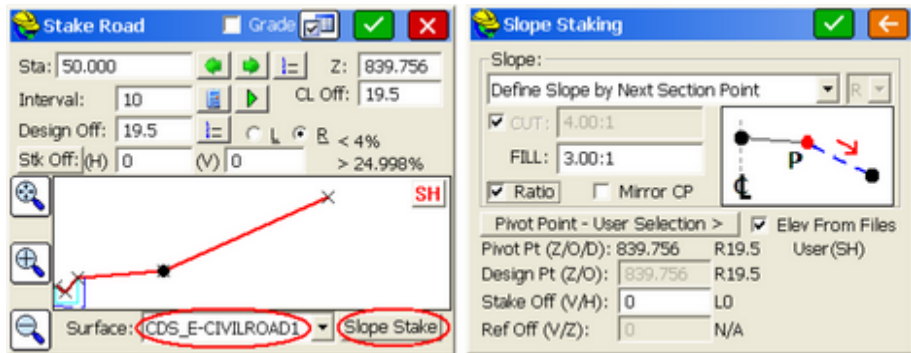 Stake Road
Grade
Sta: 50.000
Z: 839.756
Interval: 10
CL Off: 19.5
Design Off: 19.5
L R < 4%
Stk Off: (H) 0 (V) 0 > 24.998%
SH
Surface: CDS_E-CIVILROAD1 Slope Stake
Slope Staking
Slope:
Define Slope by Next Section Point R
CUT: 4.00:1
FILL: 3.00:1
Ratio Mirror CP
P
Pivot Point - User Selection > Elev From Files
Pivot Pt (Z/O/D): 839.756 R19.5 User(SH)
Design Pt (Z/O): 839.756 R19.5
Stake Off (V/H): 0 L0
Ref Off (V/Z): 0 N/A